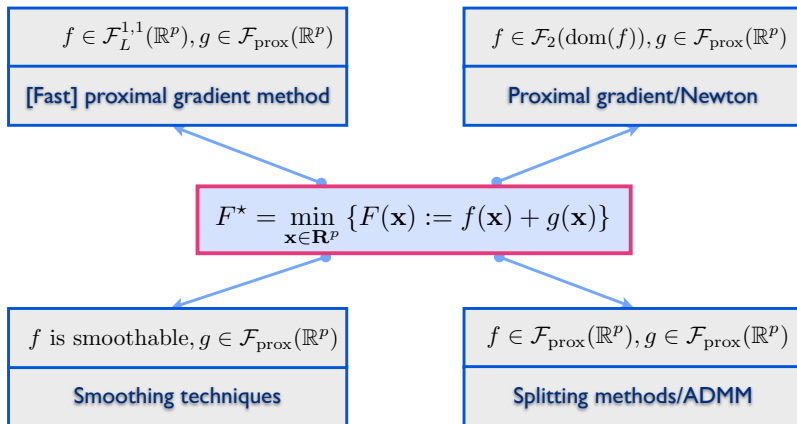 f ∈ 𝓕_L^{1,1}(ℝ^p), g ∈ 𝓕_prox(ℝ^p)
[Fast] proximal gradient method
f ∈ 𝓕_2(dom(f)), g ∈ 𝓕_prox(ℝ^p)
Proximal gradient/Newton
F^⋆ = min_{𝐱∈𝐑^p} {F(𝐱) := f(𝐱) + g(𝐱)}
f is smoothable, g ∈ 𝓕_prox(ℝ^p)
Smoothing techniques
f ∈ 𝓕_prox(ℝ^p), g ∈ 𝓕_prox(ℝ^p)
Splitting methods/ADMM